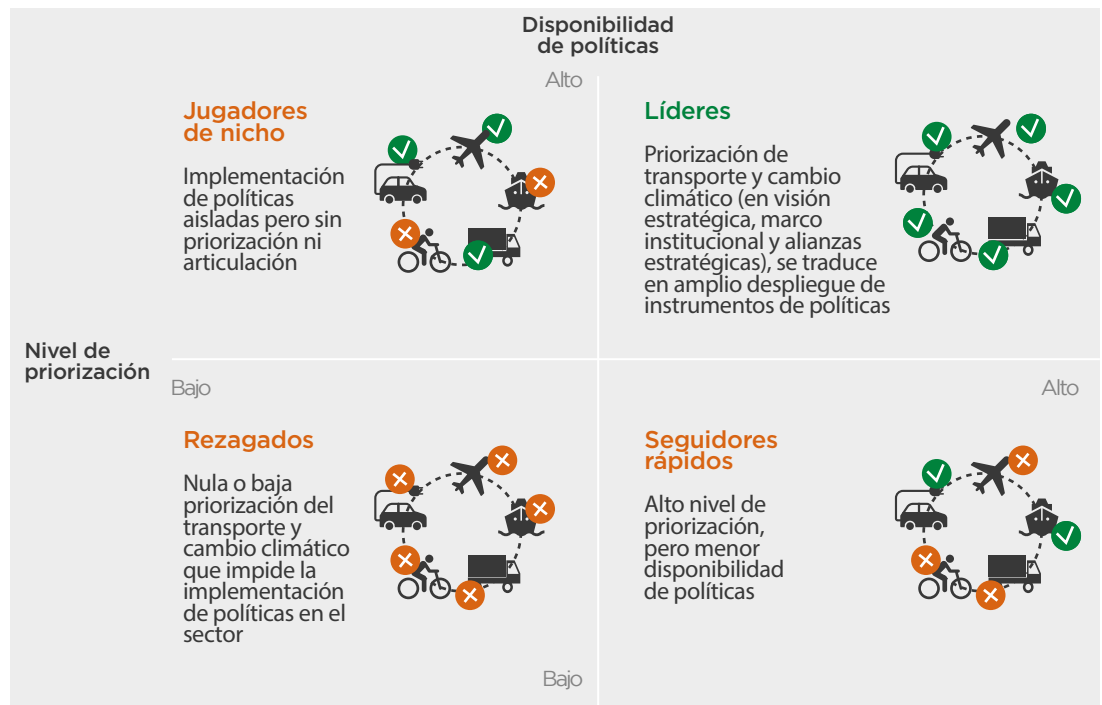 Disponibilidad
de políticas
Alto
Jugadores
de nicho
Implementación
de políticas
aisladas pero sin
priorización ni
articulación
Líderes
Priorización de
transporte y cambio
climático (en visión
estratégica, marco
institucional y alianzas
estratégicas), se traduce
en amplio despliegue de
instrumentos de políticas
Nivel de
priorización
Bajo
Alto
Rezagados
Nula o baja
priorización del
transporte y
cambio climático
que impide la
implementación
de políticas en el
sector
Seguidores
rápidos
Alto nivel de
priorización,
pero menor
disponibilidad
de políticas
Bajo